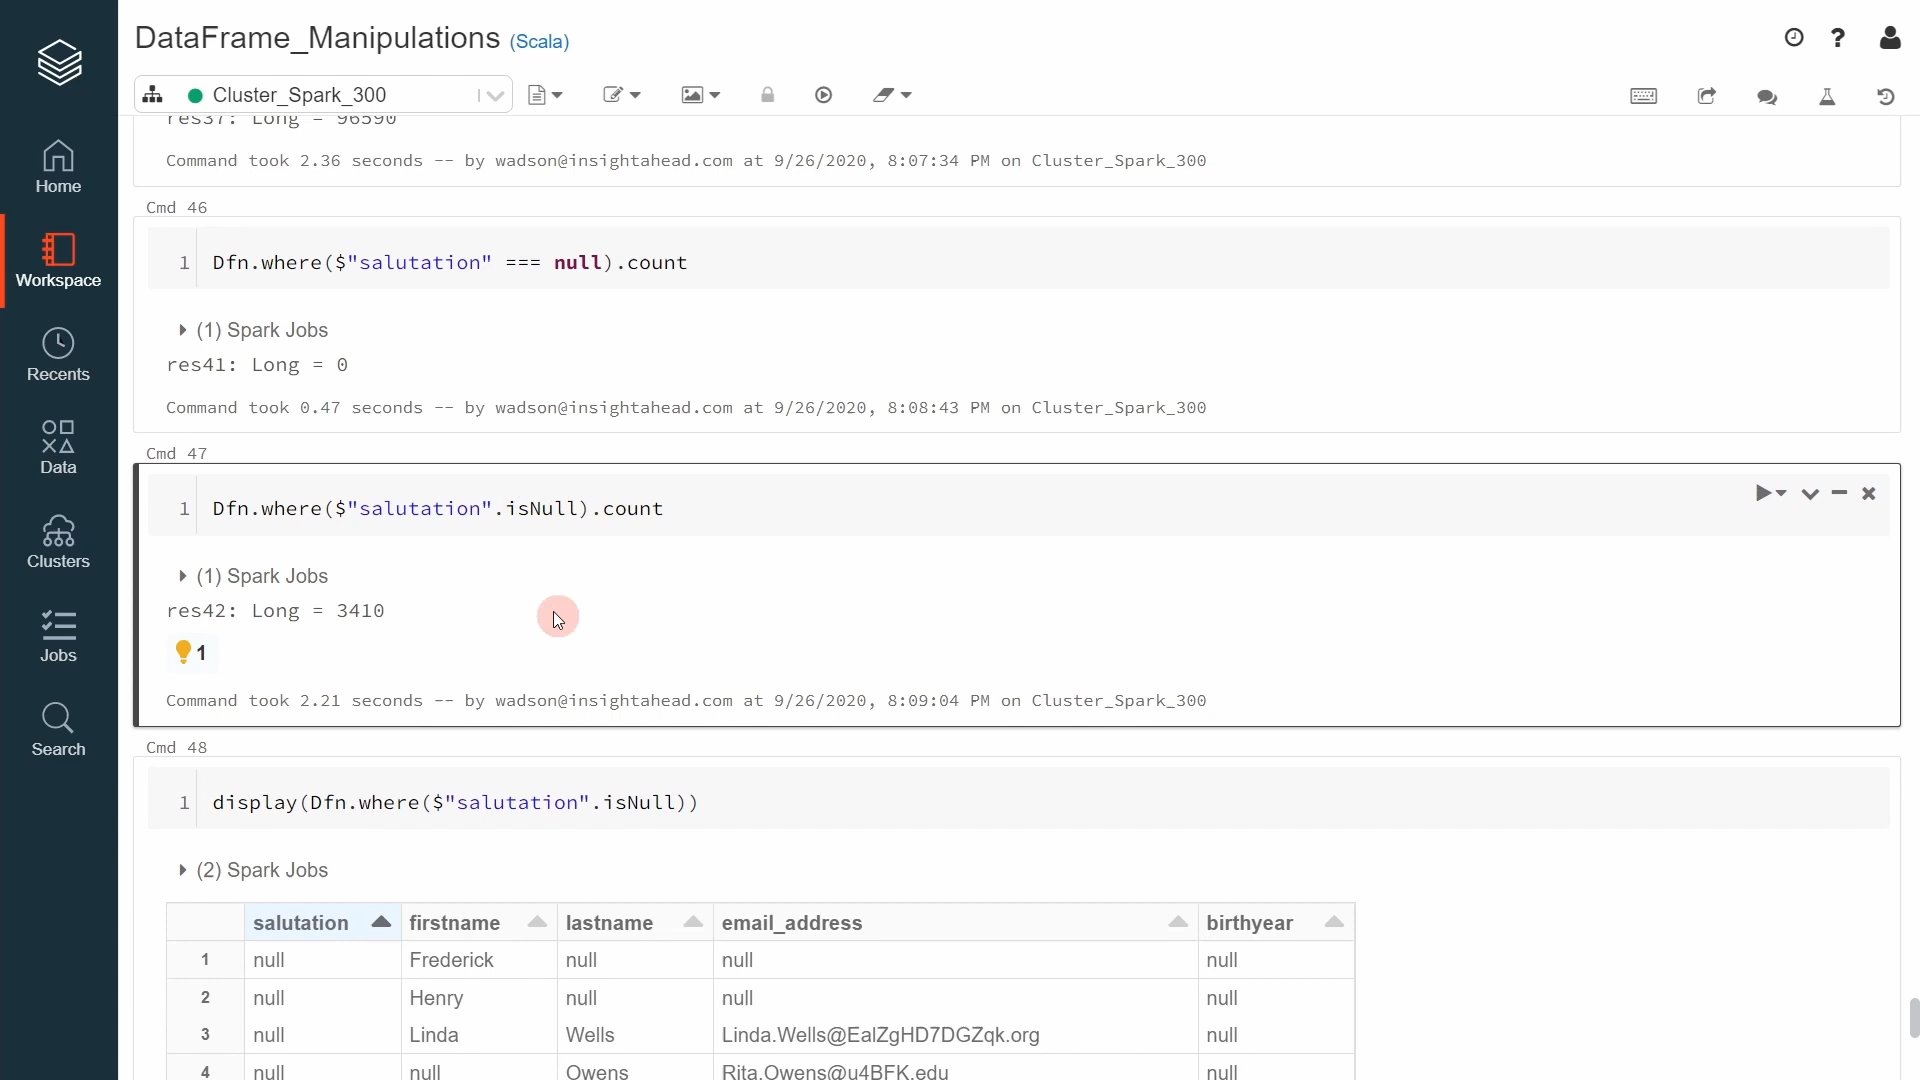 DataFrame_Manipulations (Scala)
Cluster_Spark_300
Home
Workspace
Recents
Data
Clusters
Jobs
Search
res37: Long = 96590
Command took 2.36 seconds -- by wadson@insightahead.com at 9/26/2020, 8:07:34 PM on Cluster_Spark_300
Cmd 46
1 Dfn.where($"salutation" === null).count
(1) Spark Jobs
res41: Long = 0
Command took 0.47 seconds -- by wadson@insightahead.com at 9/26/2020, 8:08:43 PM on Cluster_Spark_300
Cmd 47
1 Dfn.where($"salutation".isNull).count
(1) Spark Jobs
res42: Long = 3410
1
Command took 2.21 seconds -- by wadson@insightahead.com at 9/26/2020, 8:09:04 PM on Cluster_Spark_300
Cmd 48
1 display(Dfn.where($"salutation".isNull))
(2) Spark Jobs
salutation firstname lastname email_address birthyear
1 null Frederick null null null
2 null Henry null null null
3 null Linda Wells Linda.Wells@EalZgHD7DGZqk.org null
4 null null Owens Rita.Owens@u4BFK.edu null